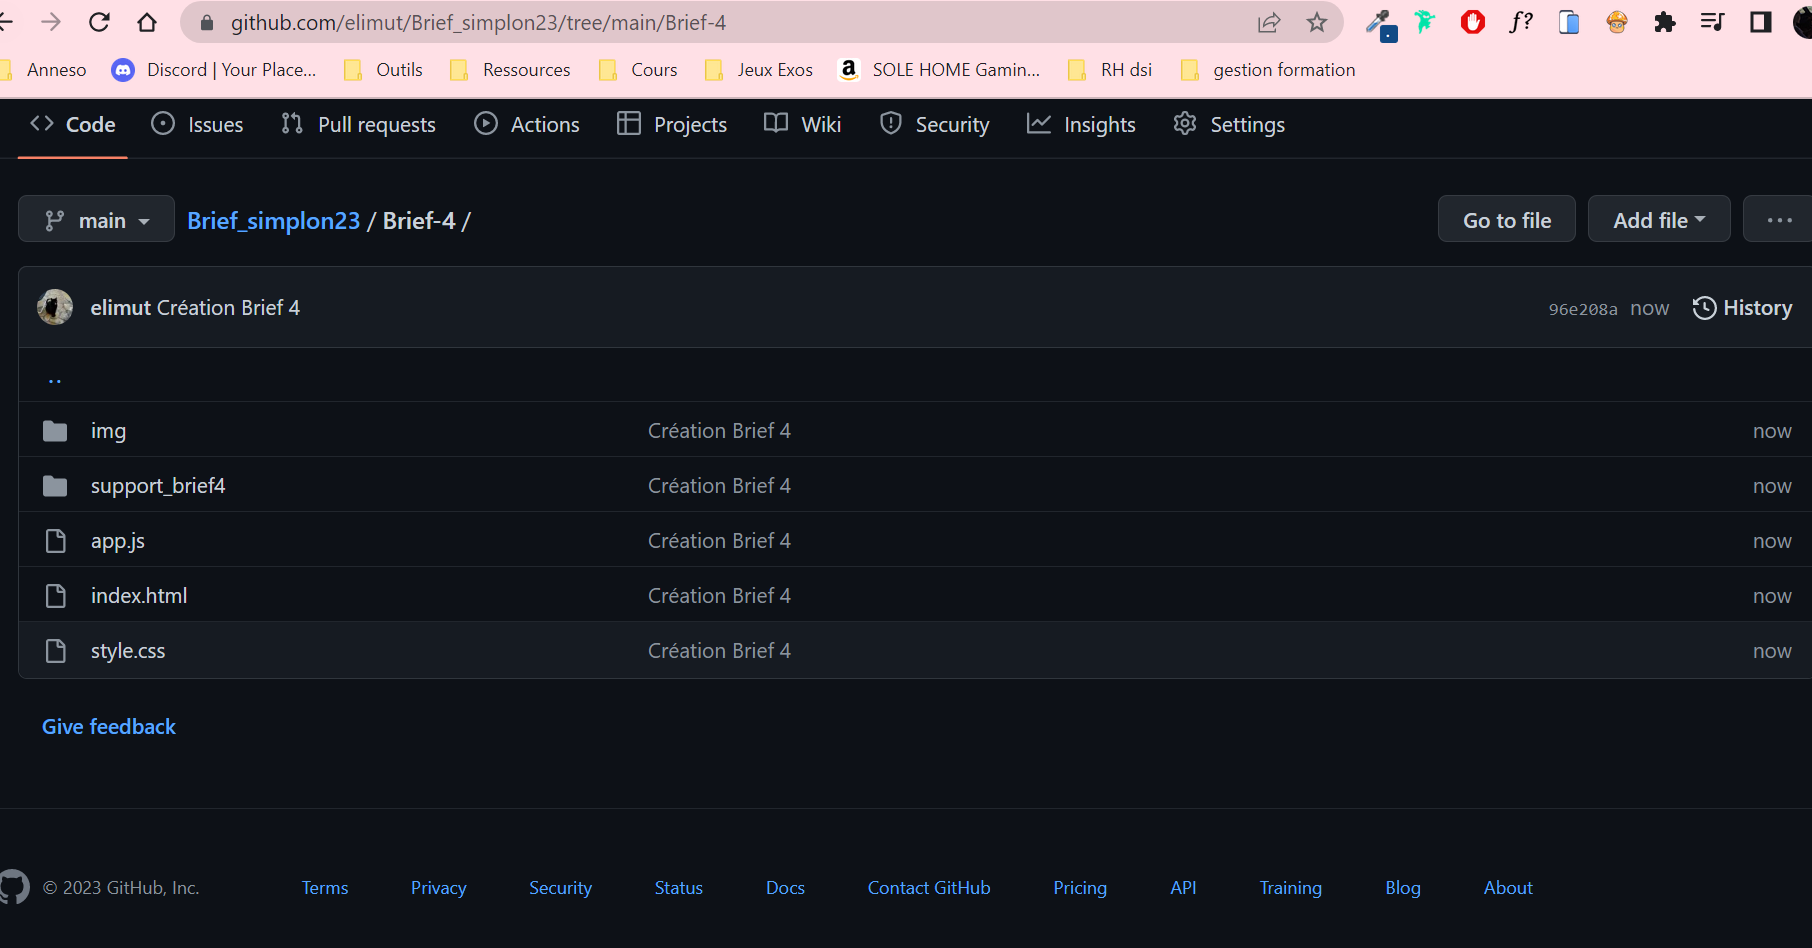 github.com/elimut/Brief_simplon23/tree/main/Brief-4
f?
Anneso Discord | Your Place... Outils Ressources Cours Jeux Exos a SOLE HOME Gamin... RH dsi gestion formation
Code Issues Pull requests Actions Projects Wiki Security Insights Settings
main Brief_simplon23 / Brief-4 / Go to file Add file ...
elimut Création Brief 4 96e208a now History
..
img Création Brief 4 now
support_brief4 Création Brief 4 now
app.js Création Brief 4 now
index.html Création Brief 4 now
style.css Création Brief 4 now
Give feedback
© 2023 GitHub, Inc. Terms Privacy Security Status Docs Contact GitHub Pricing API Training Blog About